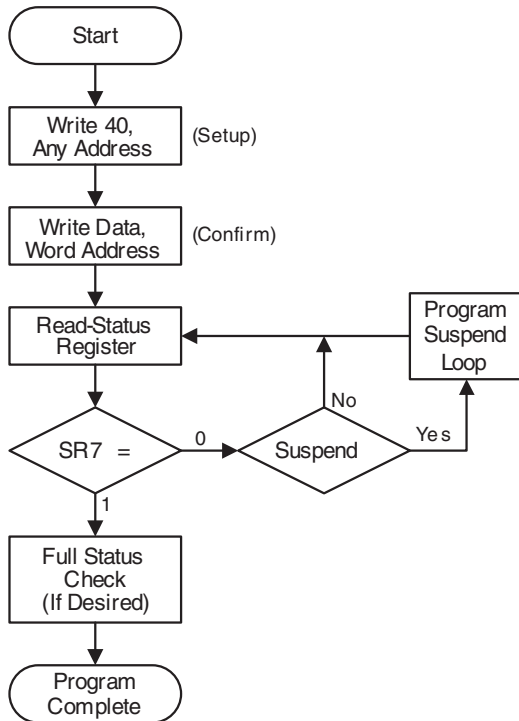 Start
Write 40,
Any Address
(Setup)
Write Data,
Word Address
(Confirm)
Read-Status
Register
Program
Suspend
Loop
No
SR7 =
0
Suspend
Yes
1
Full Status
Check
(If Desired)
Program
Complete